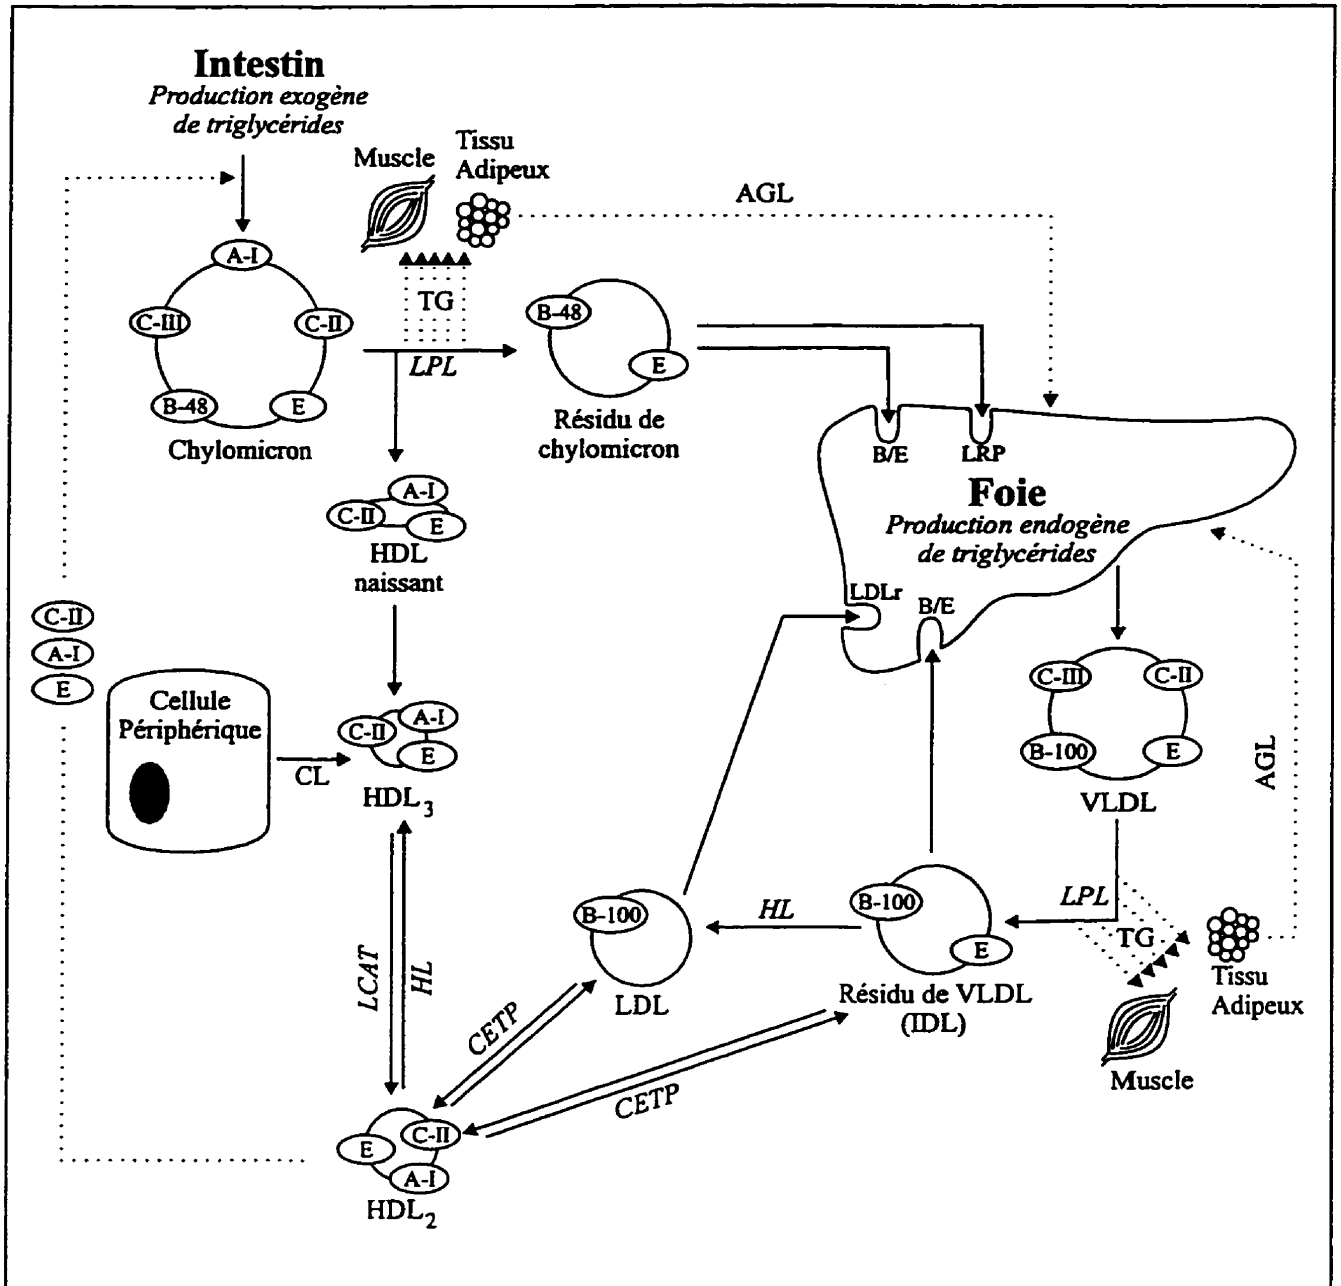 Intestin
Production exogène
de triglycérides
Muscle
Tissu
Adipeux
AGL
A-I
C-III
C-II
B-48
E
Chylomicron
TG
LPL
B-48
E
Résidu de
chylomicron
B/E
LRP
Foie
Production endogène
de triglycérides
LDLr
B/E
A-I
C-II
E
HDL
naissant
C-II
A-I
E
Cellule
Périphérique
CL
C-II
A-I
E
HDL3
C-III
C-II
B-100
E
VLDL
AGL
LPL
TG
Tissu
Adipeux
Muscle
B-100
E
Résidu de VLDL
(IDL)
HL
B-100
LDL
LCAT
HL
CETP
CETP
E
C-II
A-I
HDL2